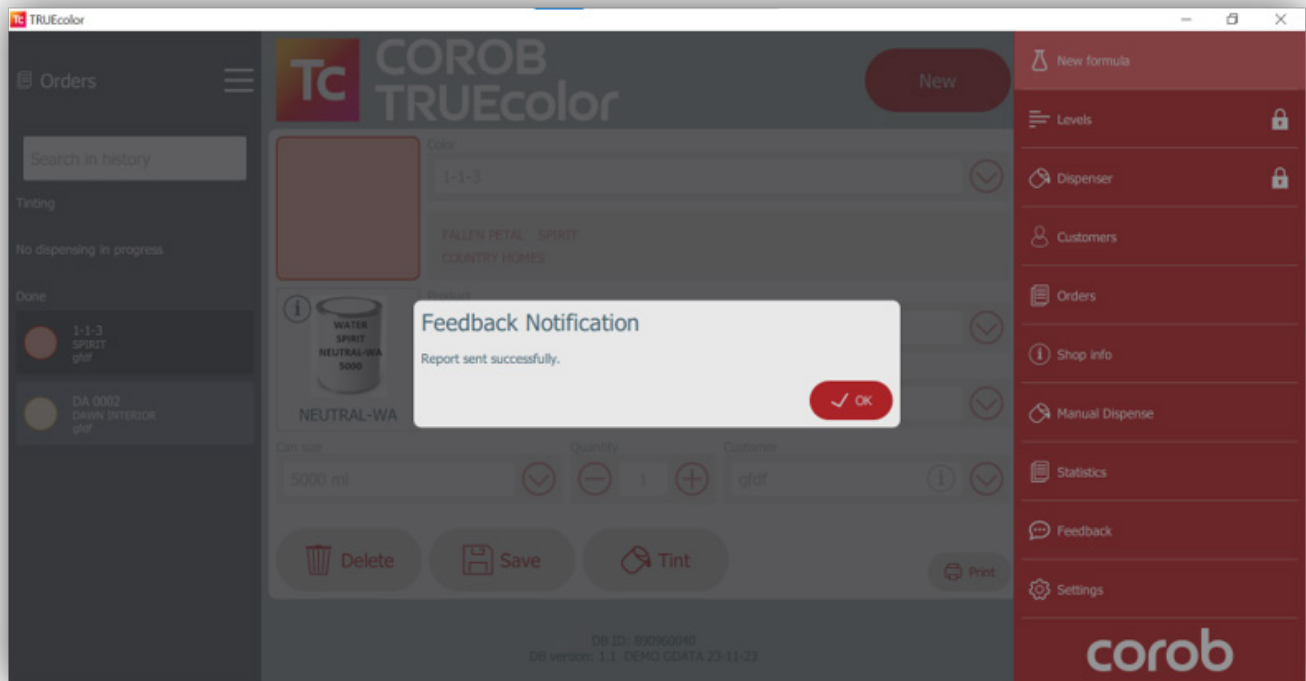 Tc TRUEcolor
Orders
Search in history
Tinting
No dispensing in progress
Done
1-1-3
SPIRIT
gfdf
DA 0002
DAWN INTERIOR
gfdf
Tc COROB
TRUEcolor
New
Color
1-1-3
FALLEN PETAL SPIRIT
COUNTRY HOMES
Product
WATER
SPIRIT
NEUTRAL-WA
5000
NEUTRAL-WA
Feedback Notification
Report sent successfully.
OK
Can size
Quantity
Customer
5000 ml
1
gfdf
Delete
Save
Tint
Print
DB ID: 890960040
DB version: 1.1 DEMO GDATA 23-11-23
New formula
Levels
Dispenser
Customers
Orders
Shop info
Manual Dispense
Statistics
Feedback
Settings
corob